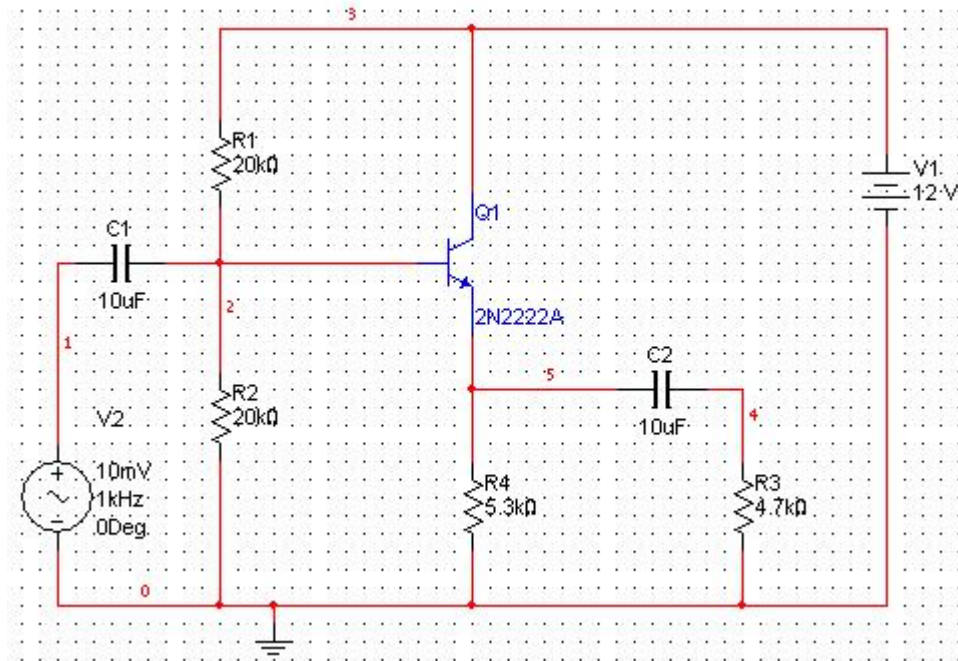 3
R1
20kΩ
V1
12 V
Q1
C1
10uF
2
2N2222A
1
C2
5
10uF
4
R2
20kΩ
V2
10mV
1kHz
0Deg
R4
5.3kΩ
R3
4.7kΩ
0